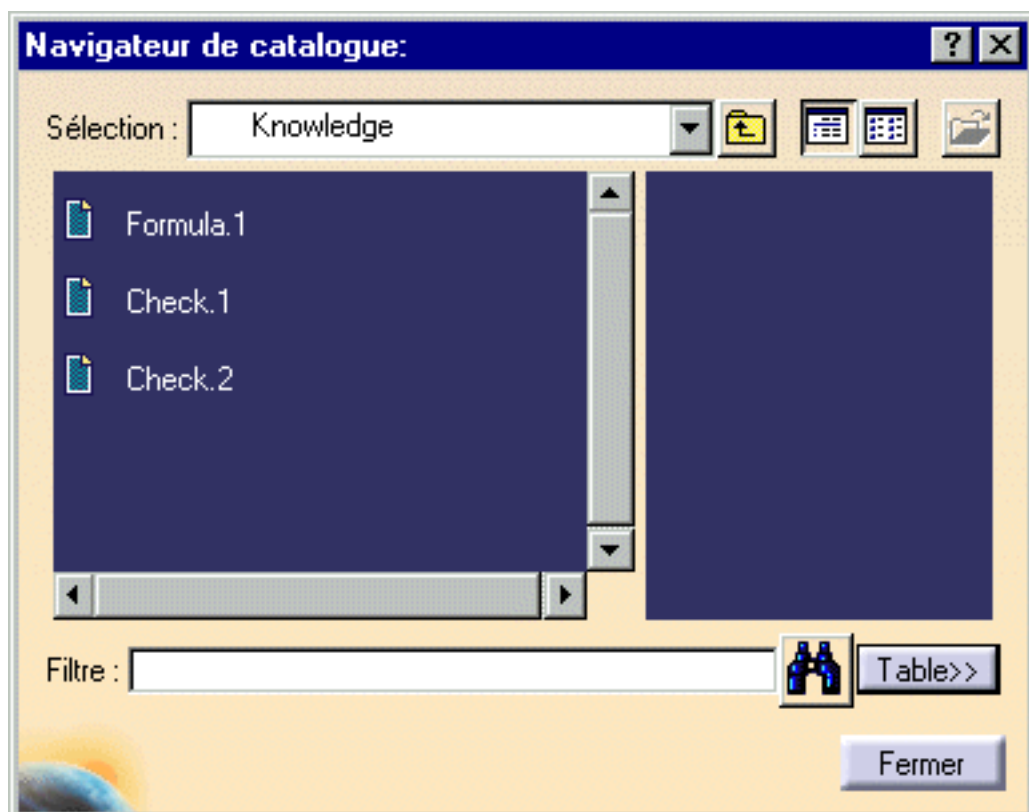 Navigateur de catalogue:
Sélection : Knowledge
Formula.1
Check.1
Check.2
Filtre : Table>>
Fermer